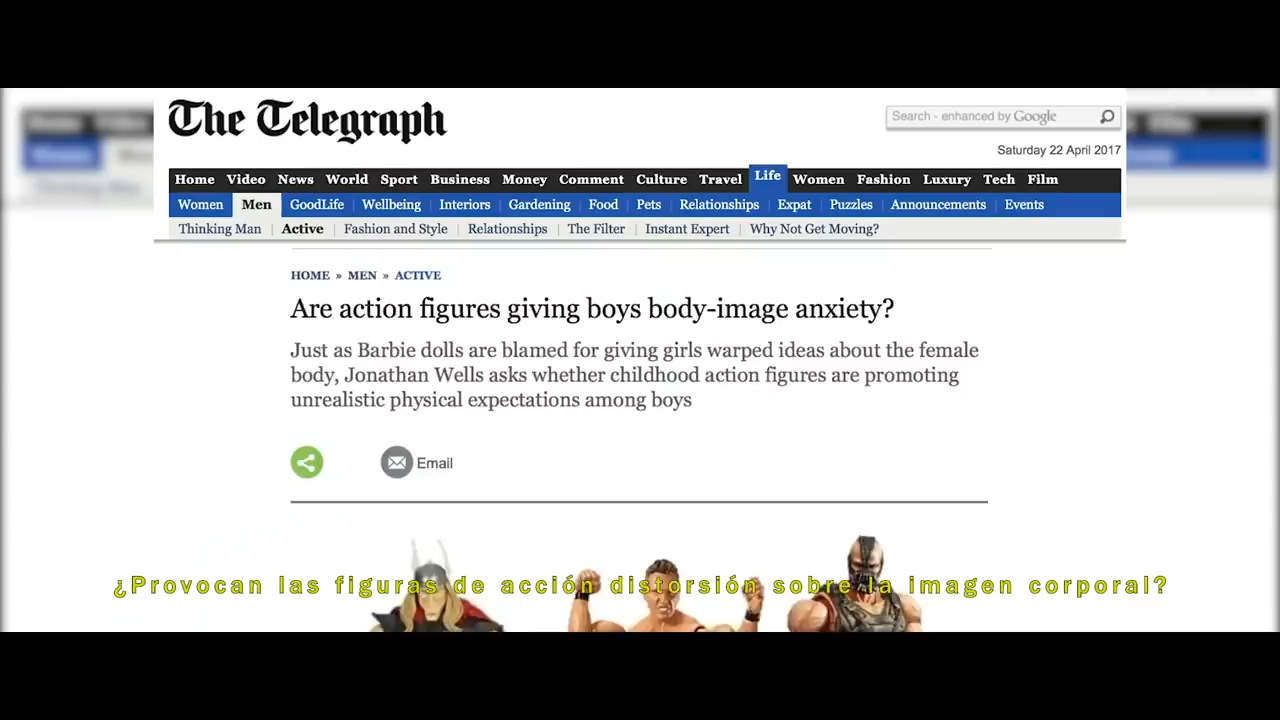 The Telegraph
Search - enhanced by Google
Saturday 22 April 2017
Home Video News World Sport Business Money Comment Culture Travel Life Women Fashion Luxury Tech Film
Women Men GoodLife Wellbeing Interiors Gardening Food Pets Relationships Expat Puzzles Announcements Events
Thinking Man Active Fashion and Style Relationships The Filter Instant Expert Why Not Get Moving?
HOME » MEN » ACTIVE
Are action figures giving boys body-image anxiety?
Just as Barbie dolls are blamed for giving girls warped ideas about the female
body, Jonathan Wells asks whether childhood action figures are promoting
unrealistic physical expectations among boys
Email
¿Provocan las figuras de acción distorsión sobre la imagen corporal?